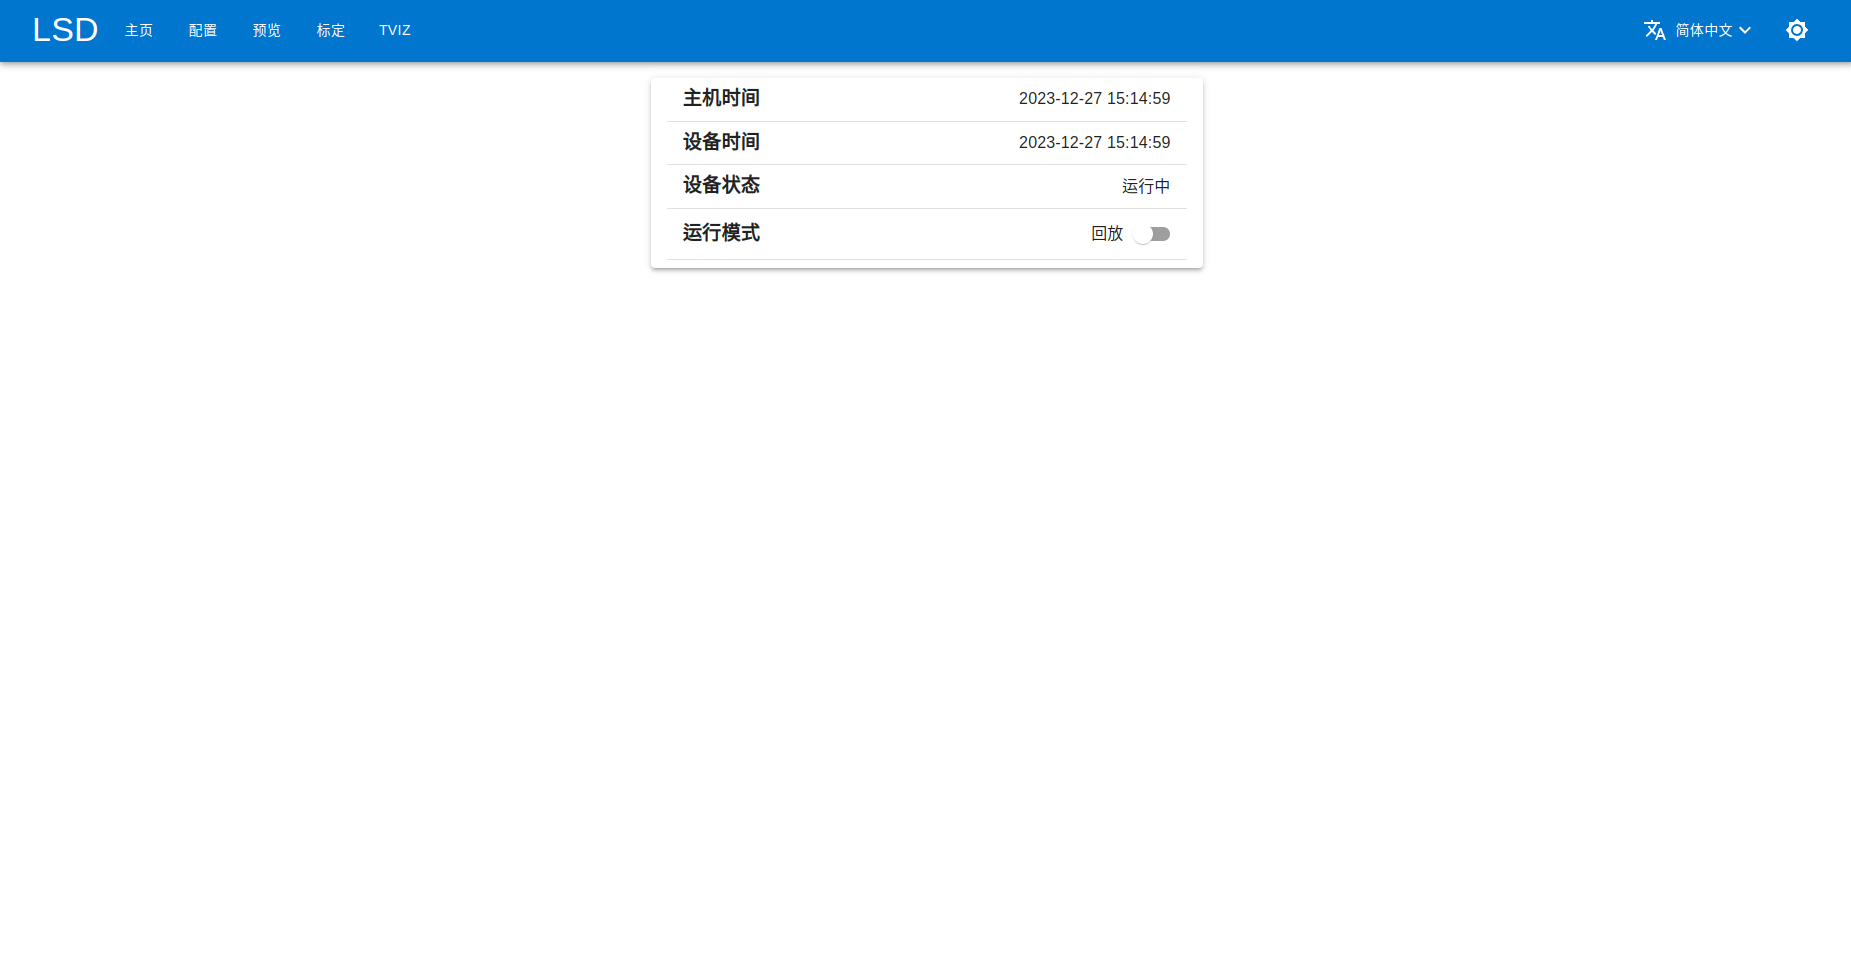 LSD 主页 配置 预览 标定 TVIZ 简体中文
主机时间 2023-12-27 15:14:59
设备时间 2023-12-27 15:14:59
设备状态 运行中
运行模式 回放